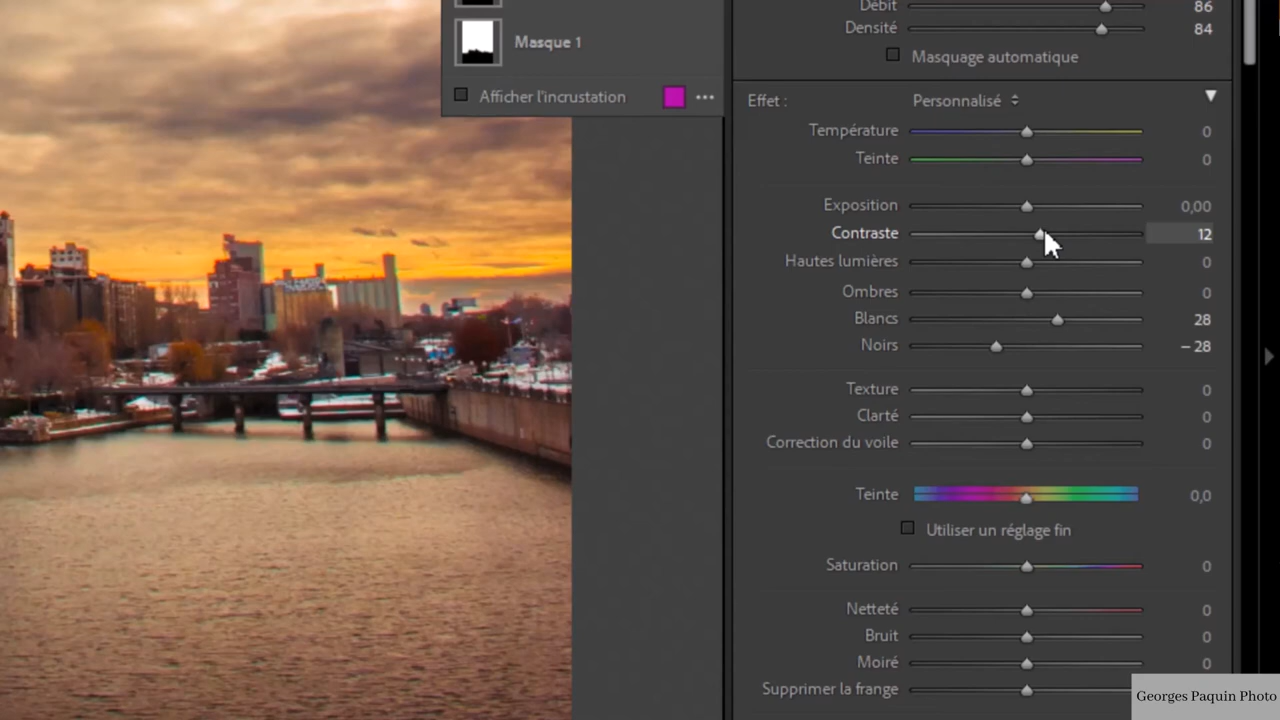 Débit 86
Densité 84
Masque 1
Masquage automatique
Afficher l'incrustation
Effet : Personnalisé
Température 0
Teinte 0
Exposition 0,00
Contraste 12
Hautes lumières 0
Ombres 0
Blancs 28
Noirs – 28
Texture 0
Clarté 0
Correction du voile 0
Teinte 0,0
Utiliser un réglage fin
Saturation 0
Netteté 0
Bruit 0
Moiré 0
Supprimer la frange
Georges Paquin Photo